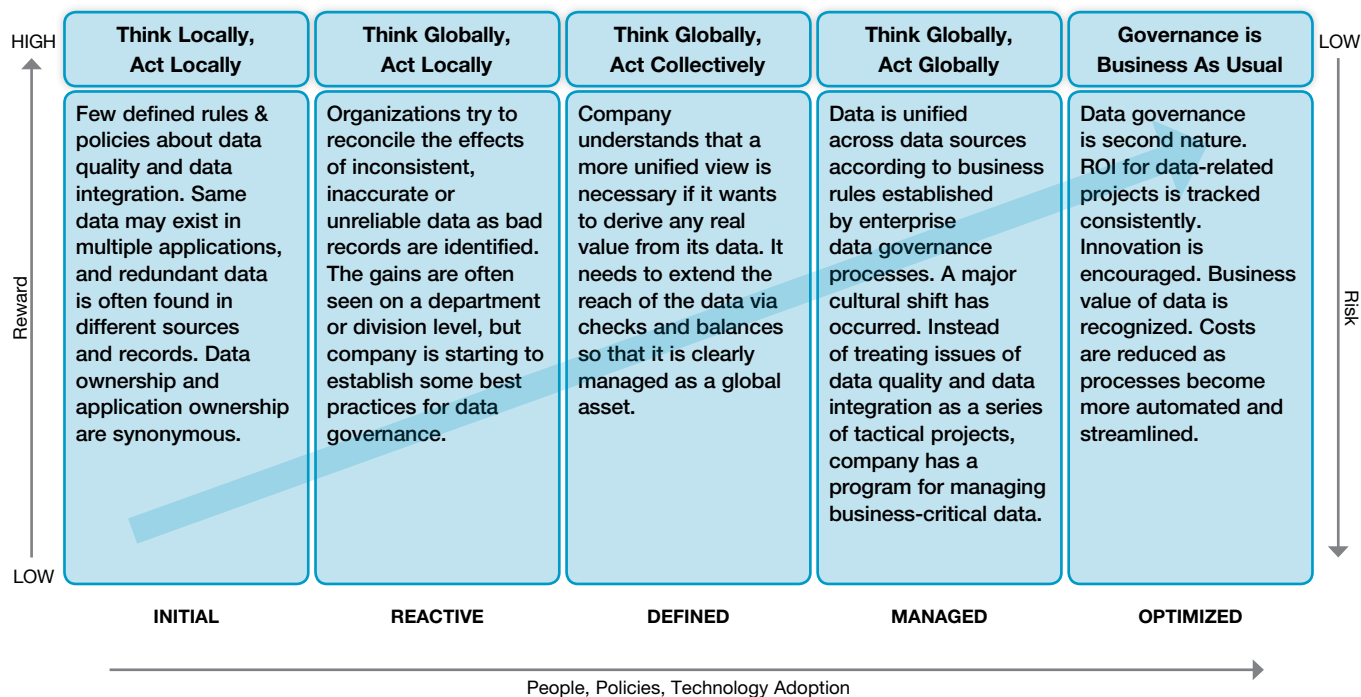 HIGH
Reward
LOW
Think Locally,
Act Locally
Few defined rules &
policies about data
quality and data
integration. Same
data may exist in
multiple applications,
and redundant data
is often found in
different sources
and records. Data
ownership and
application ownership
are synonymous.
INITIAL
Think Globally,
Act Locally
Organizations try to
reconcile the effects
of inconsistent,
inaccurate or
unreliable data as bad
records are identified.
The gains are often
seen on a department
or division level, but
company is starting to
establish some best
practices for data
governance.
REACTIVE
Think Globally,
Act Collectively
Company
understands that a
more unified view is
necessary if it wants
to derive any real
value from its data. It
needs to extend the
reach of the data via
checks and balances
so that it is clearly
managed as a global
asset.
DEFINED
Think Globally,
Act Globally
Data is unified
across data sources
according to business
rules established
by enterprise
data governance
processes. A major
cultural shift has
occurred. Instead
of treating issues of
data quality and data
integration as a series
of tactical projects,
company has a
program for managing
business-critical data.
MANAGED
Governance is
Business As Usual
Data governance
is second nature.
ROI for data-related
projects is tracked
consistently.
Innovation is
encouraged. Business
value of data is
recognized. Costs
are reduced as
processes become
more automated and
streamlined.
OPTIMIZED
LOW
Risk
People, Policies, Technology Adoption